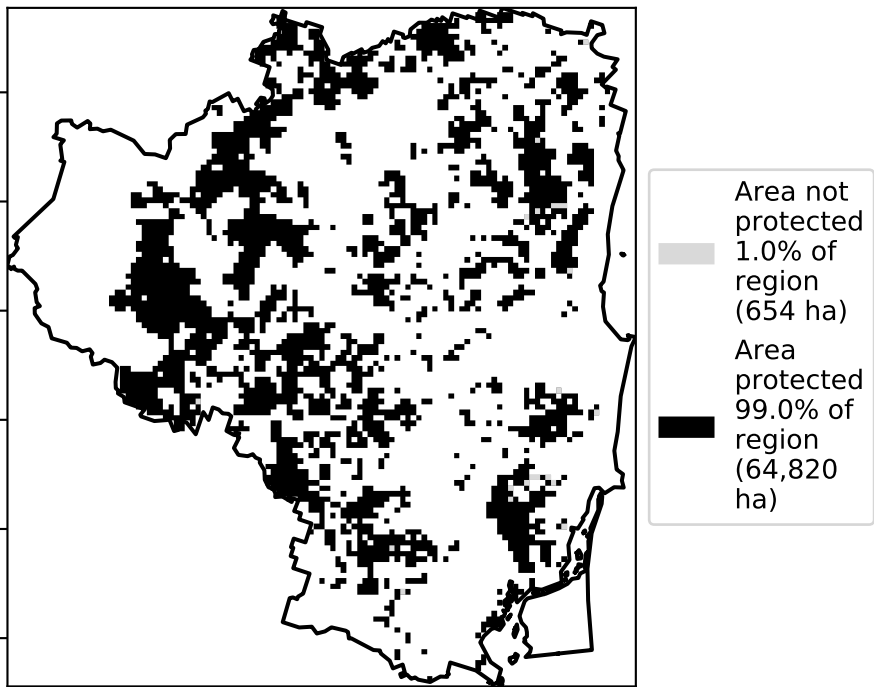 Area not
protected
1.0% of
region
(654 ha)
Area
protected
99.0% of
region
(64,820
ha)